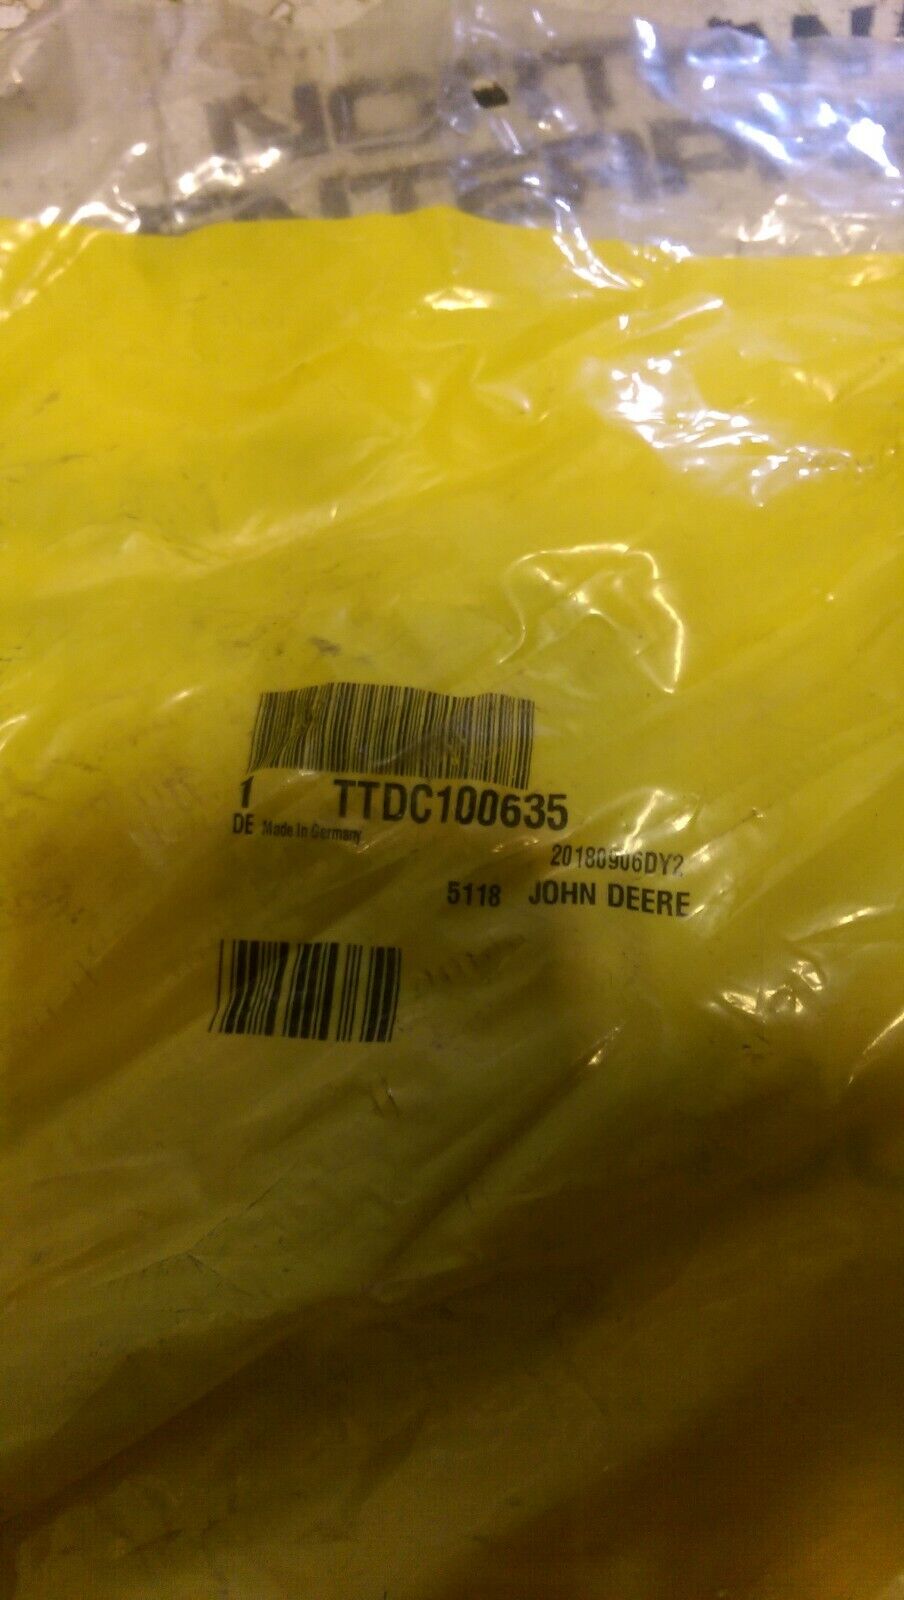 1 TTDC100635
DE Made In Germany
20180906DY2
5118 JOHN DEERE